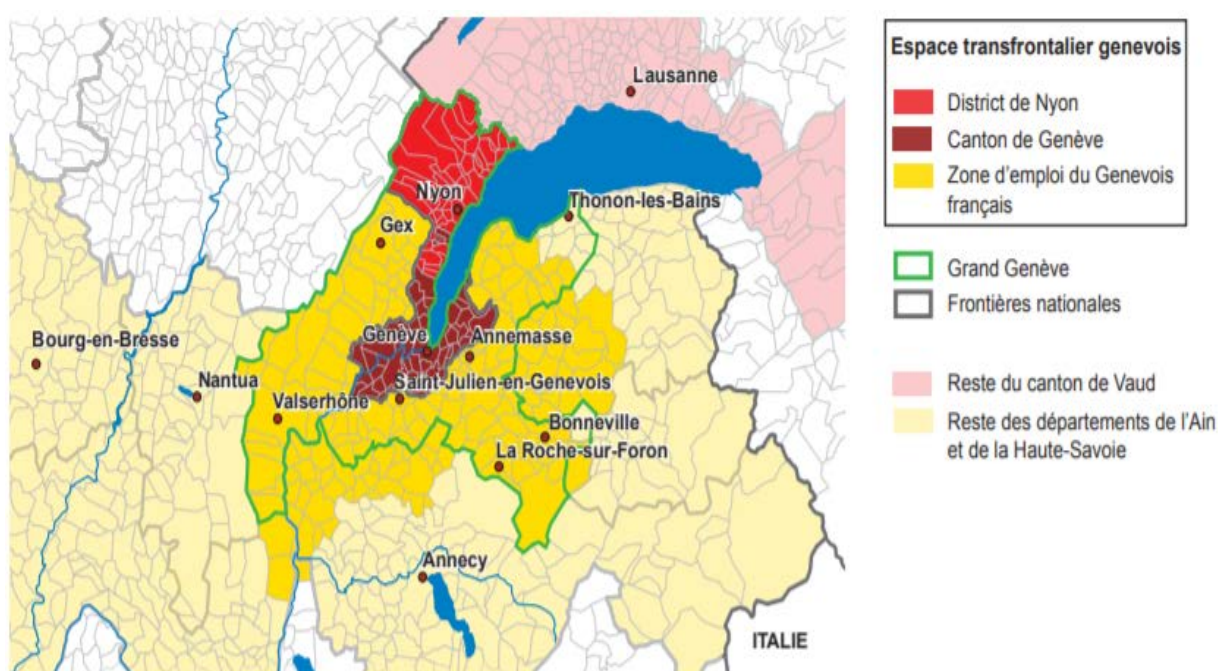 Lausanne
Nyon
Thonon-les-Bains
Gex
Bourg-en-Bresse
Genève
Annemasse
Nantua
Saint-Julien-en-Genevois
Valserhône
Bonneville
La Roche-sur-Foron
Annecy
ITALIE
Espace transfrontalier genevois
District de Nyon
Canton de Genève
Zone d'emploi du Genevois
français
Grand Genève
Frontières nationales
Reste du canton de Vaud
Reste des départements de l'Ain
et de la Haute-Savoie